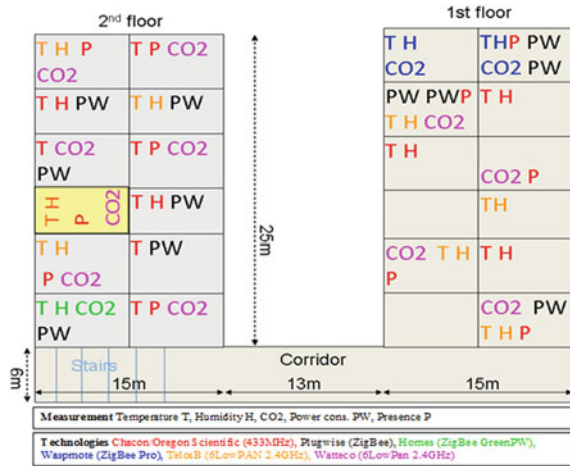 2nd floor
1st floor
T H P
CO2
T P CO2
T H PW
T H PW
T CO2
PW
T P CO2
T H
P
CO2
T H PW
T H
P CO2
T PW
T H CO2
PW
T P CO2
Stairs
25m
6m
T H
CO2
THP PW
CO2 PW
PW PWP
T H CO2
T H
T H
CO2 P
TH
CO2 T H
P
T H
CO2 PW
T H P
Corridor
15m
13m
15m
Measurement Temperature T, Humidity H, CO2, Power cons. PW, Presence P
Technologies Chacon/Oregon Scientific (433MHz), Plugwise (ZigBee), Homes (ZigBee GreenPW),
Waspmote (ZigBee Pro), TelosB (6LowPAN 2.4GHz), Watteco (6LowPan 2.4GHz)